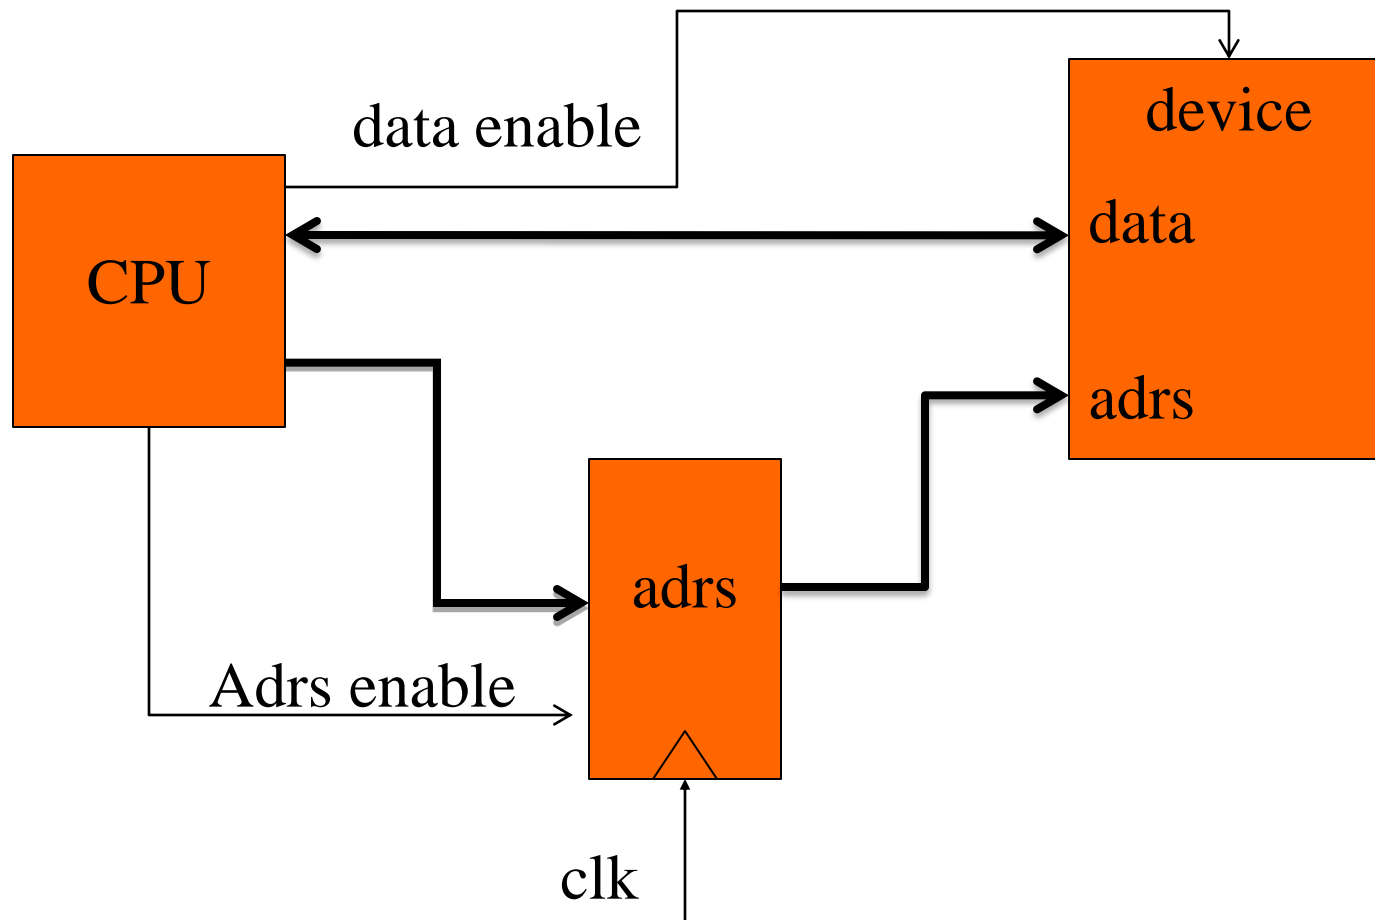 data enable
device
data
CPU
adrs
adrs
Adrs enable
clk